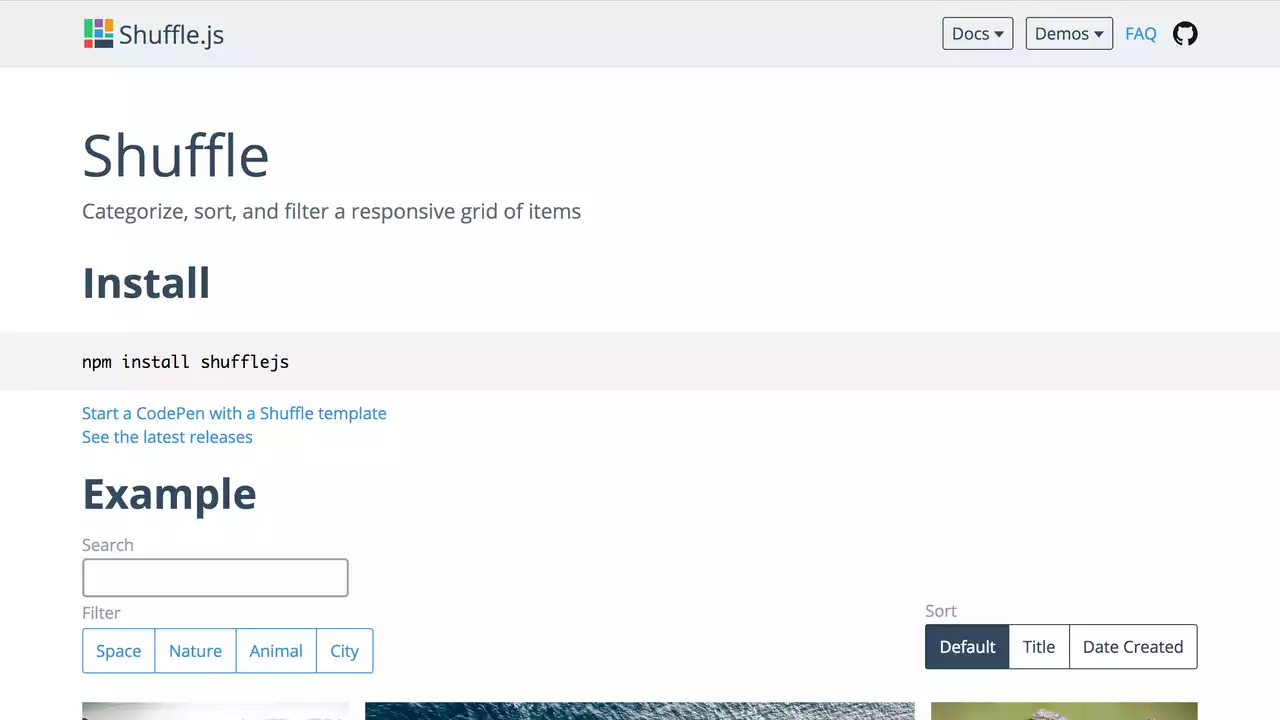 Shuffle.js
Docs
Demos
FAQ
Shuffle
Categorize, sort, and filter a responsive grid of items
Install
npm install shufflejs
Start a CodePen with a Shuffle template
See the latest releases
Example
Search
Filter
Space Nature Animal City
Sort
Default Title Date Created